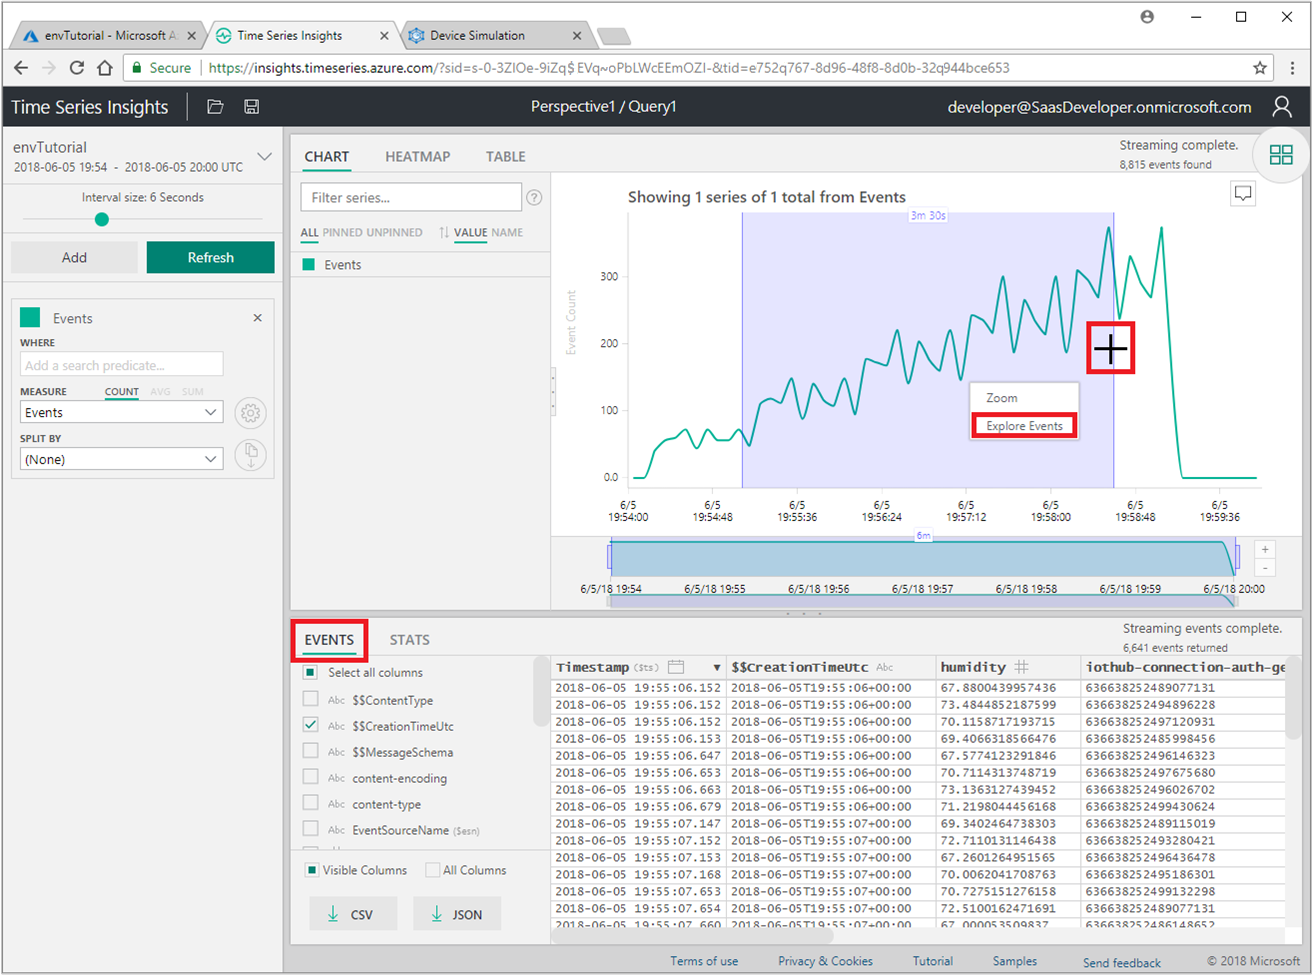 envTutorial - Microsoft A
Time Series Insights
Device Simulation
Secure
https://insights.timeseries.azure.com/?sid=s-0-3ZIOe-9iZq$EVq~oPbLWcEEmOZI-&tid=e752q767-8d96-48f8-8d0b-32q944bce653
Time Series Insights
Perspective1 / Query1
developer@SaasDeveloper.onmicrosoft.com
envTutorial
2018-06-05 19:54 - 2018-06-05 20:00 UTC
Interval size: 6 Seconds
Add
Refresh
Events
WHERE
Add a search predicate...
MEASURE COUNT AVG SUM
Events
SPLIT BY
(None)
CHART HEATMAP TABLE
Streaming complete.
8,815 events found
Filter series...
?
ALL PINNED UNPINNED VALUE NAME
Events
Showing 1 series of 1 total from Events
3m 30s
Event Count
300
200
100
0.0
Zoom
Explore Events
6/5 6/5 6/5 6/5 6/5 6/5 6/5 6/5
19:54:00 19:54:48 19:55:36 19:56:24 19:57:12 19:58:00 19:58:48 19:59:36
6m
+
-
6/5/18 19:54 6/5/18 19:55 6/5/18 19:56 6/5/18 19:57 6/5/18 19:58 6/5/18 19:59 6/5/18 20:00
EVENTS STATS
Streaming events complete.
6,641 events returned
Select all columns
Abc $$ContentType
Abc $$CreationTimeUtc
Abc $$MessageSchema
Abc content-encoding
Abc content-type
Abc EventSourceName ($esn)
Visible Columns All Columns
CSV JSON
Timestamp ($ts) $$CreationTimeUtc Abc humidity iothub-connection-auth-ge
2018-06-05 19:55:06.152 2018-06-05T19:55:06+00:00 67.8800439957436 636638252489077131
2018-06-05 19:55:06.152 2018-06-05T19:55:06+00:00 73.4844852187599 636638252494896228
2018-06-05 19:55:06.152 2018-06-05T19:55:06+00:00 70.1158717193715 636638252497120931
2018-06-05 19:55:06.153 2018-06-05T19:55:06+00:00 69.4066318566476 636638252485998456
2018-06-05 19:55:06.647 2018-06-05T19:55:06+00:00 67.5774123291846 636638252496146323
2018-06-05 19:55:06.653 2018-06-05T19:55:06+00:00 70.7114313748719 636638252497675680
2018-06-05 19:55:06.663 2018-06-05T19:55:06+00:00 73.1363127439452 636638252496026702
2018-06-05 19:55:06.679 2018-06-05T19:55:06+00:00 71.2198044456168 636638252499430624
2018-06-05 19:55:07.147 2018-06-05T19:55:07+00:00 69.3402464738303 636638252489115019
2018-06-05 19:55:07.152 2018-06-05T19:55:07+00:00 72.7110131146438 636638252493280421
2018-06-05 19:55:07.153 2018-06-05T19:55:07+00:00 67.2601264951565 636638252496436478
2018-06-05 19:55:07.168 2018-06-05T19:55:07+00:00 70.0062041708763 636638252495186301
2018-06-05 19:55:07.653 2018-06-05T19:55:07+00:00 70.7275151276158 636638252499132298
2018-06-05 19:55:07.654 2018-06-05T19:55:07+00:00 72.5100162471691 636638252489077131
2018-06-05 19:55:07.660 2018-06-05T19:55:07+00:00 67.000053509837 636638252486148652
Terms of use Privacy & Cookies Tutorial Samples Send feedback © 2018 Microsoft